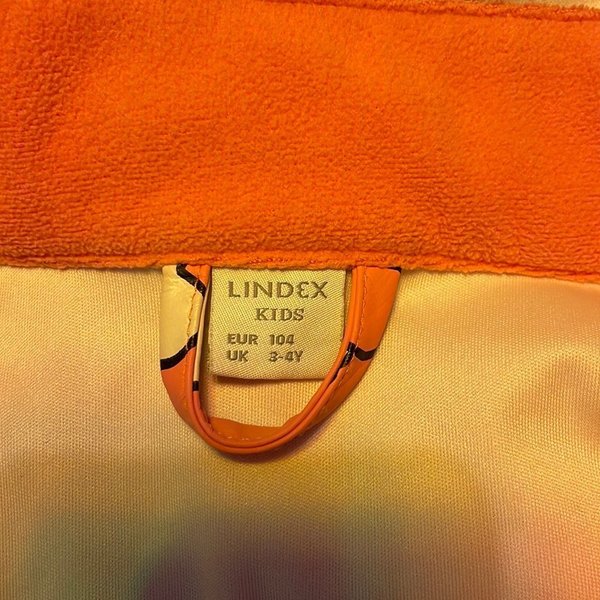 LINDEX
KIDS
EUR 104
UK 3-4Y